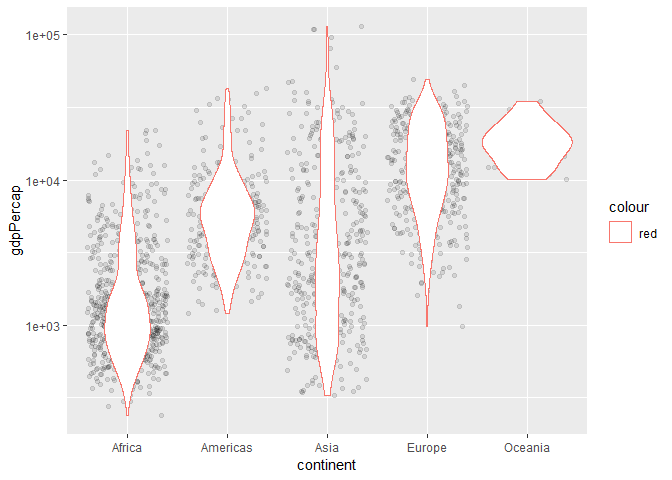 1e+05
1e+04
1e+03
gdpPercap
Africa
Americas
Asia
Europe
Oceania
continent
colour
red